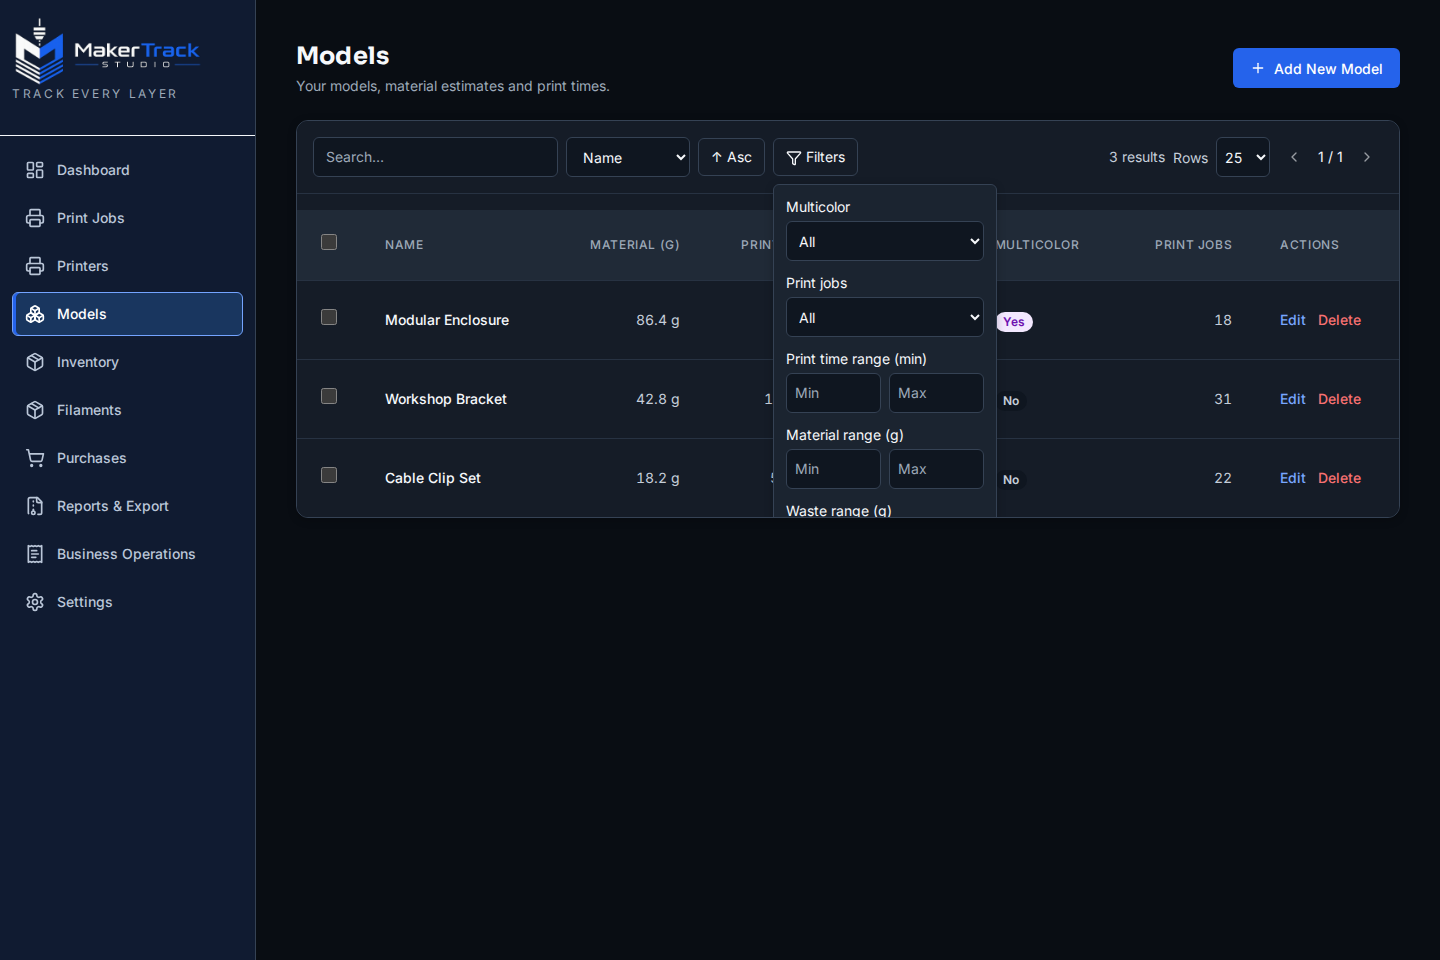 MakerTrack
STUDIO
TRACK EVERY LAYER
Dashboard
Print Jobs
Printers
Models
Inventory
Filaments
Purchases
Reports & Export
Business Operations
Settings
Models
Your models, material estimates and print times.
+ Add New Model
Search...
Name
↑ Asc
Filters
3 results
Rows
25
1 / 1
NAME
MATERIAL (G)
MULTICOLOR
PRINT JOBS
ACTIONS
Modular Enclosure
86.4 g
Yes
18
Edit
Delete
Workshop Bracket
42.8 g
No
31
Edit
Delete
Cable Clip Set
18.2 g
No
22
Edit
Delete
Multicolor
All
Print jobs
All
Print time range (min)
Min
Max
Material range (g)
Min
Max
Waste range (g)